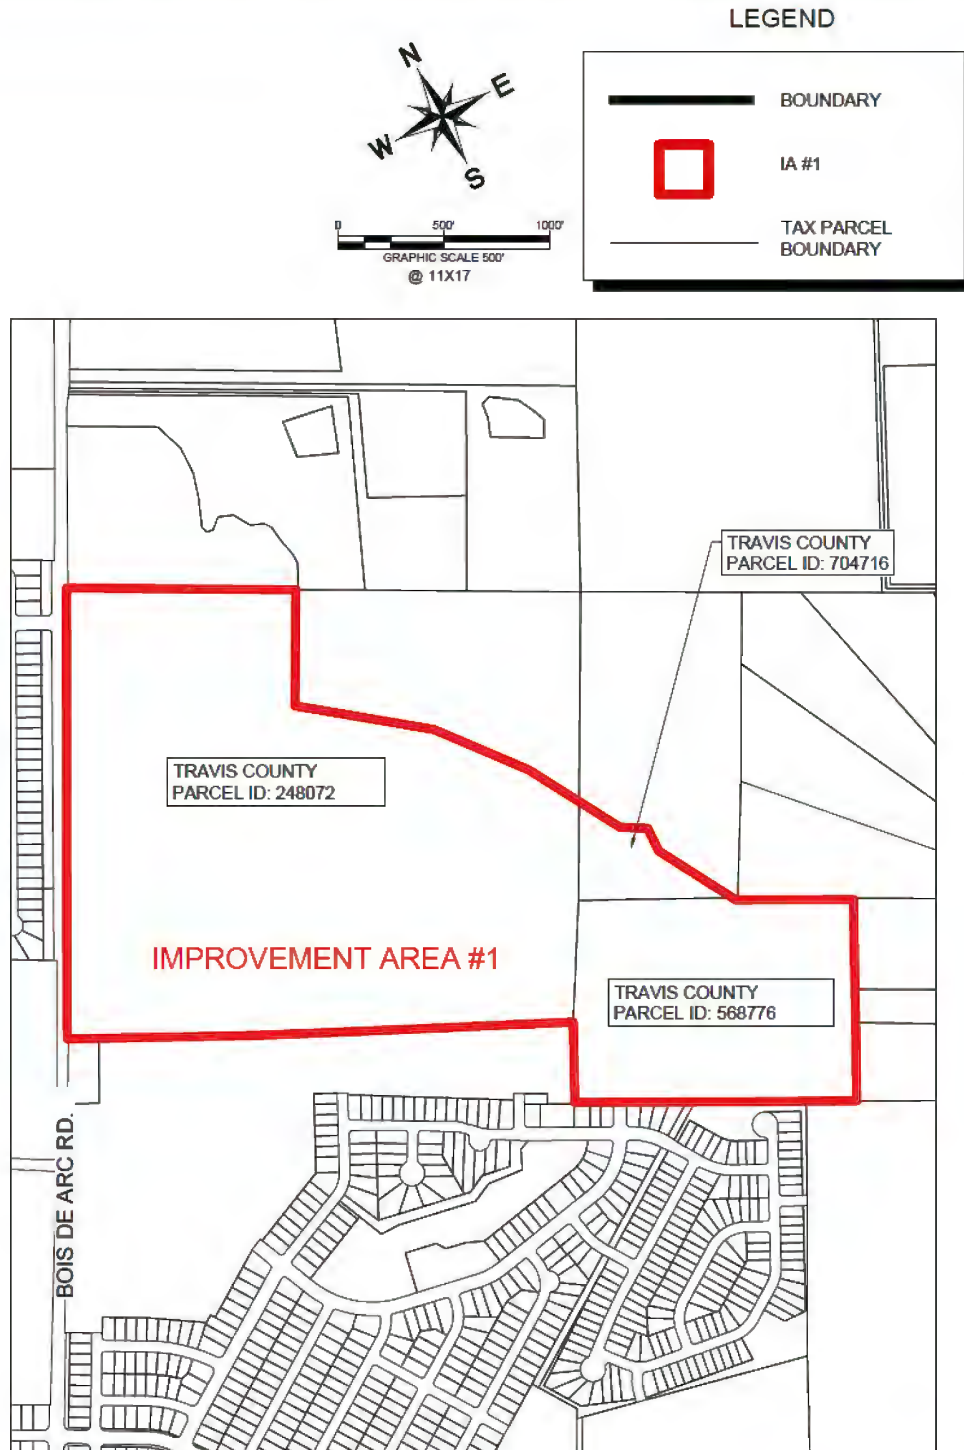 LEGEND
N
E
W
S
BOUNDARY
IA #1
TAX PARCEL
BOUNDARY
0 500' 1000'
GRAPHIC SCALE 500'
@ 11X17
TRAVIS COUNTY
PARCEL ID: 704716
TRAVIS COUNTY
PARCEL ID: 248072
IMPROVEMENT AREA #1
TRAVIS COUNTY
PARCEL ID: 568776
BOIS DE ARC RD.